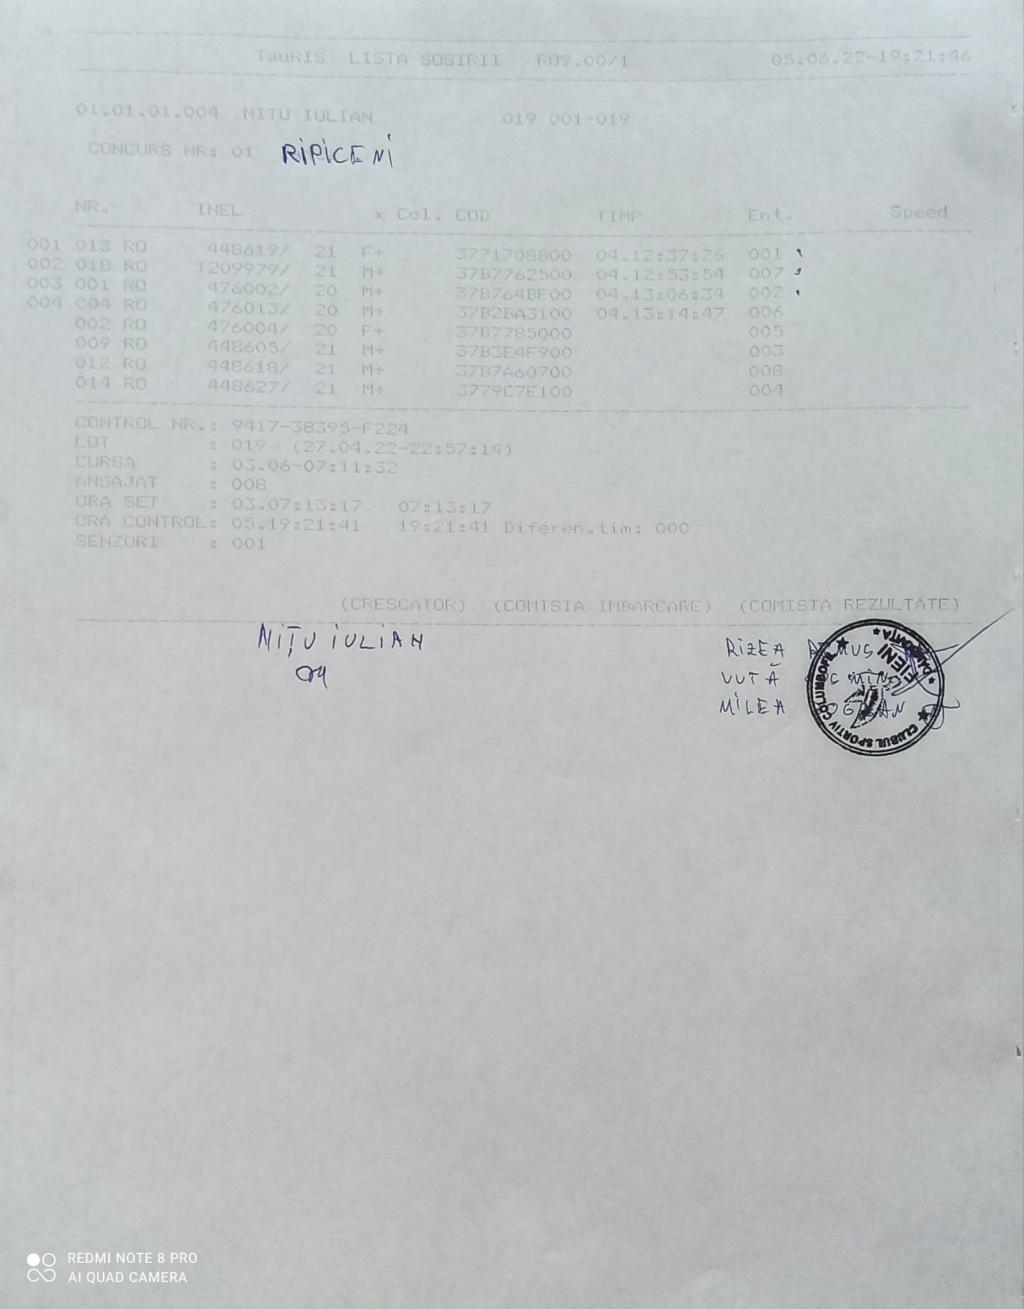 TauRIS LISTA SOSIRII RO9.00/1 05.06.22-19:21:46
01.01.01.004 NITU IULIAN 019 001-019
CONCURS NR: 01 RIPICENI
NR. INEL x Col. COD TIMP Ent. Speed
001 013 RO 448619/ 21 F+ 3771708B00 04.12:37:26 001
002 018 RO 1209979/ 21 M+ 37B7762500 04.12:53:54 007
003 001 RO 476002/ 20 M+ 37B764BE00 04.13:06:34 002
004 004 RO 476013/ 20 M+ 37B2BA3100 04.13:14:47 006
002 RO 476004/ 20 F+ 37B7785000 005
009 RO 448605/ 21 M+ 37B3E4F900 003
012 RO 448618/ 21 M+ 37B7A60700 008
014 RO 448627/ 21 M+ 3779C7E100 004
CONTROL NR.: 9417-38395-F224
LOT : 019 (27.04.22-22:57:14)
CURSA : 03.06-07:11:32
ANGAJAT : 008
ORA SET : 03.07:13:17 07:13:17
ORA CONTROL: 05.19:21:41 19:21:41 Diferen.tim: 000
SENZORI : 001
(CRESCATOR) (COMISIA IMBARCARE) (COMISIA REZULTATE)
NIȚU IULIAN
RIZEA
VUTĂ
MILEA
CLUBUL SPORTIV COLUMBOFIL
REDMI NOTE 8 PRO
AI QUAD CAMERA